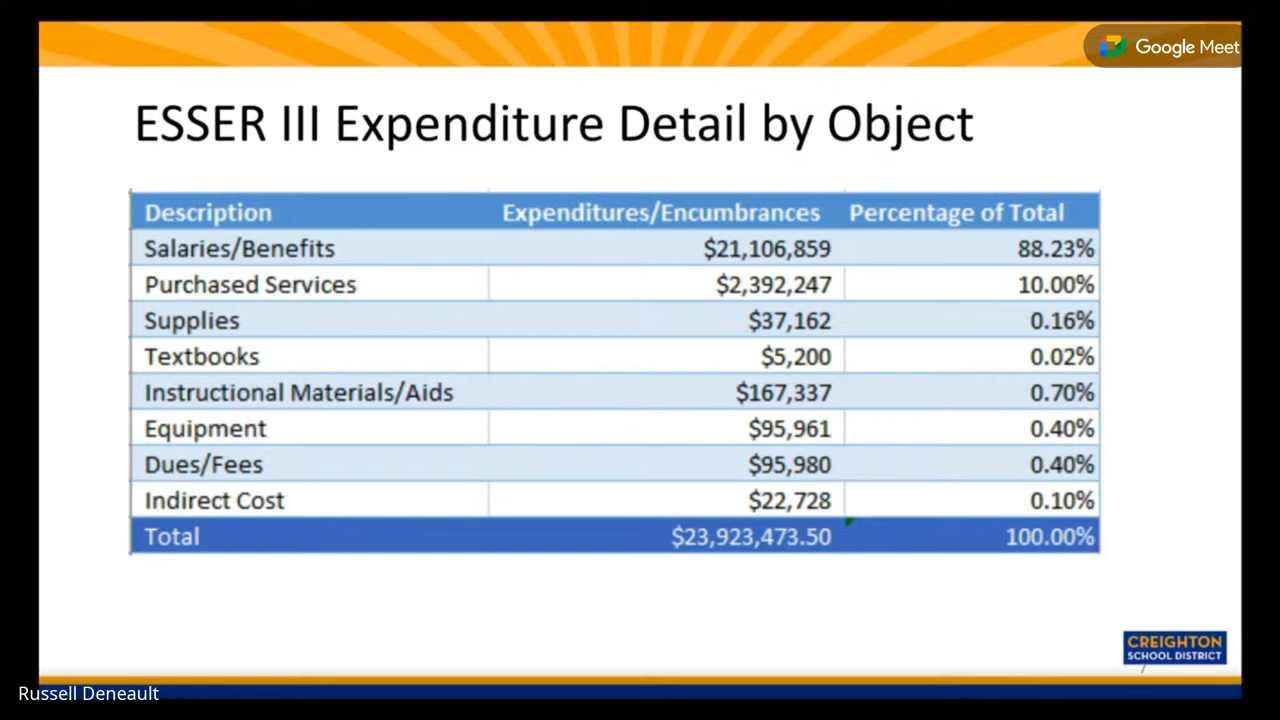 Google Meet
ESSER III Expenditure Detail by Object
Description Expenditures/Encumbrances Percentage of Total
Salaries/Benefits $21,106,859 88.23%
Purchased Services $2,392,247 10.00%
Supplies $37,162 0.16%
Textbooks $5,200 0.02%
Instructional Materials/Aids $167,337 0.70%
Equipment $95,961 0.40%
Dues/Fees $95,980 0.40%
Indirect Cost $22,728 0.10%
Total $23,923,473.50 100.00%
CREIGHTON
SCHOOL DISTRICT
Russell Deneault